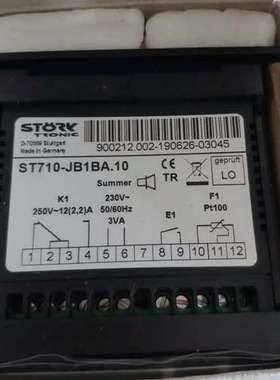 STÖRK
TRONIC
D-70569 Stuttgart
Made in Germany
900212.002-190626-03045
ST710-JB1BA.10
CE
geprüft
Summer
TR
LO
K1
230V~
F1
250V~12(2,2)A
50/60Hz
E1
Pt100
3VA
1 2 3 4 5 6 7 8 9 10 11 12